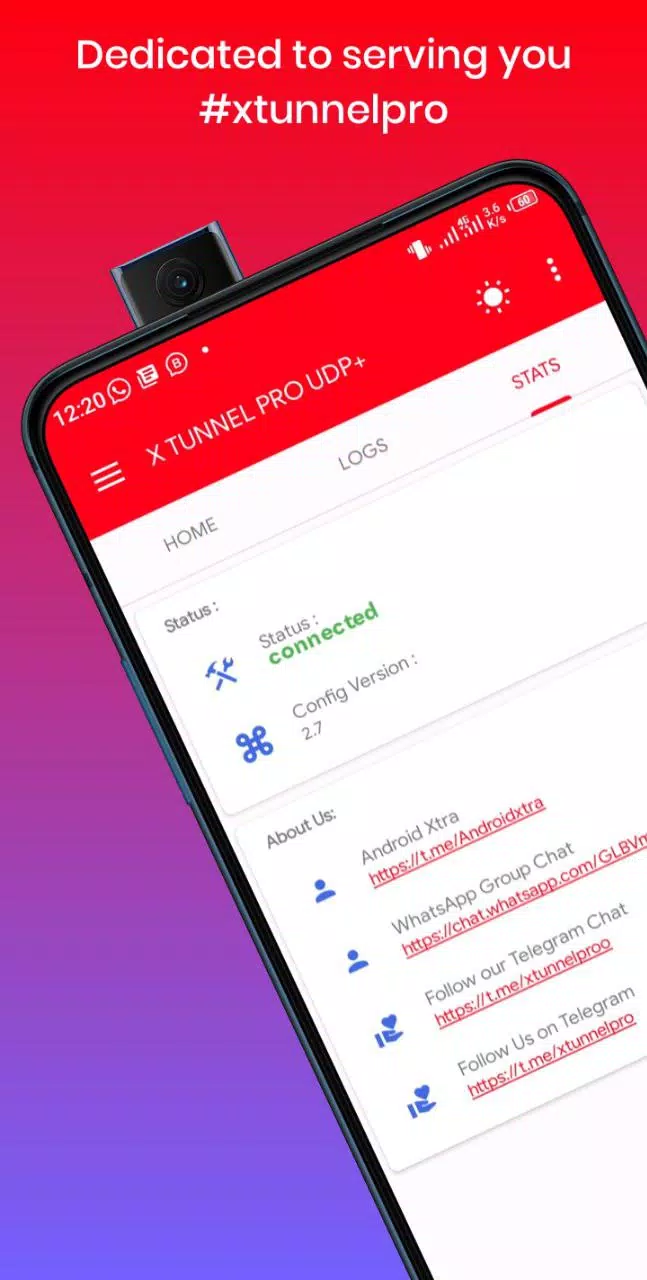 Dedicated to serving you
#xtunnelpro
12:20
4G
3.6
K/s
60
X TUNNEL PRO UDP+
HOME
LOGS
STATS
Status :
Status :
connected
Config Version :
2.7
About Us:
Android Xtra
https://t.me/Androidxtra
WhatsApp Group Chat
https://chat.whatsapp.com/GLBVm
Follow our Telegram Chat
https://t.me/xtunnelproo
Follow Us on Telegram
https://t.me/xtunnelpro